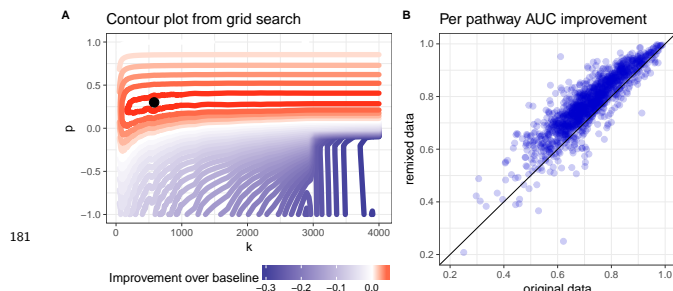 A Contour plot from grid search
1.0
0.5
0.0
−0.5
−1.0
p
0 1000 2000 3000 4000
k
Improvement over baseline
−0.3 −0.2 −0.1 0.0
B Per pathway AUC improvement
1.0
0.8
0.6
0.4
0.2
remixed data
0.2 0.4 0.6 0.8 1.0
original data
181